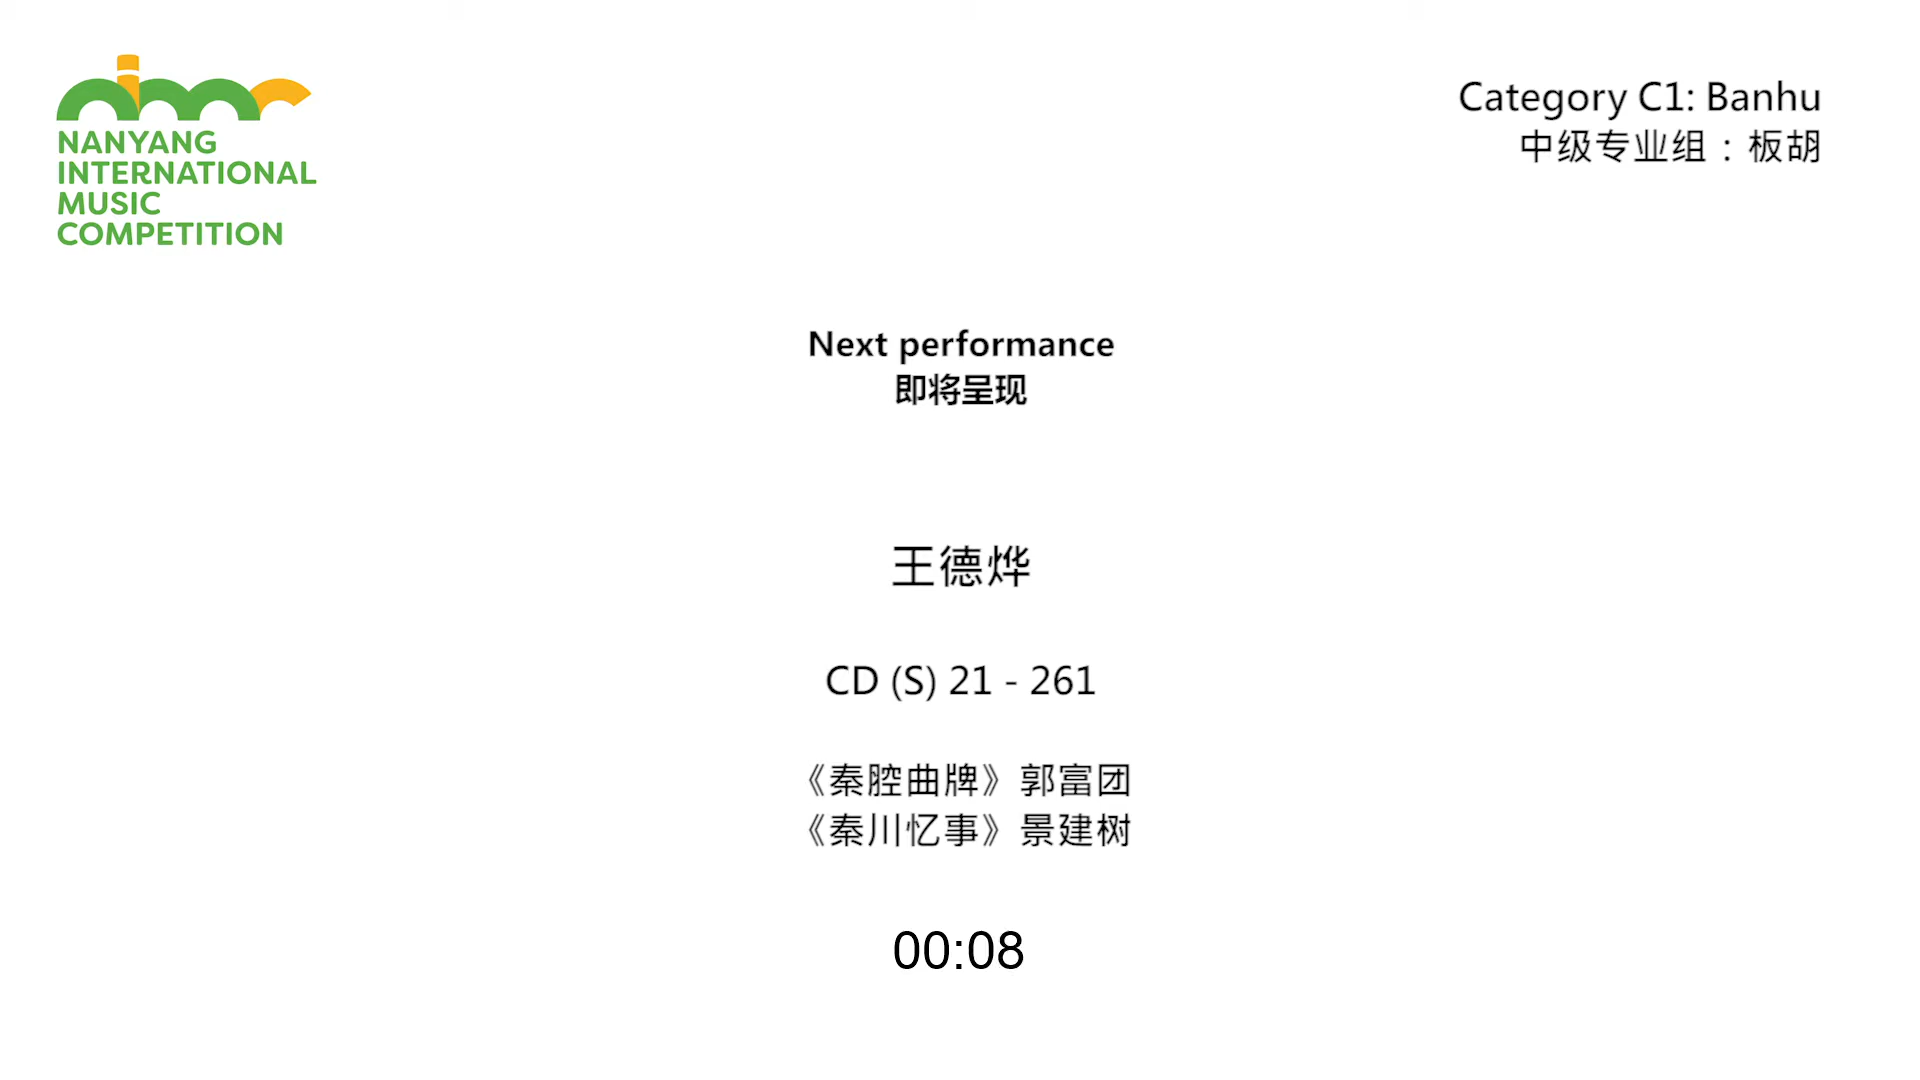 nimc
NANYANG
INTERNATIONAL
MUSIC
COMPETITION
Category C1: Banhu
中级专业组：板胡
Next performance
即将呈现
王德烨
CD (S) 21 - 261
《秦腔曲牌》郭富团
《秦川忆事》景建树
00:08